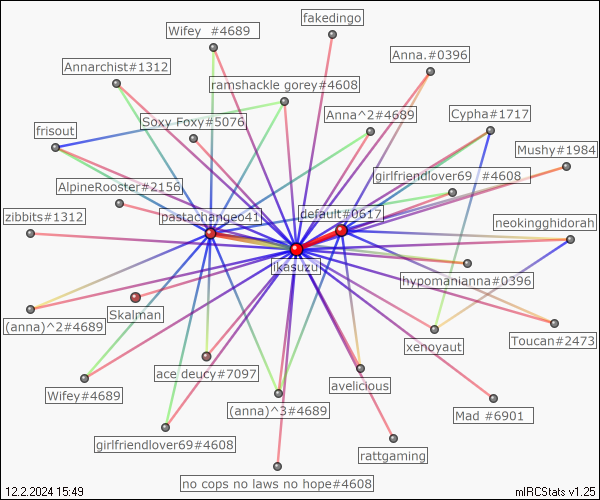 fakedingo
Wifey  #4689
Anna.#0396
Annarchist#1312
ramshackle gorey#4608
Soxy Foxy#5076
Anna^2#4689
Cypha#1717
frisout
Mushy#1984
girlfriendlover69  #4608
AlpineRooster#2156
zibbits#1312
pastachangeo41
default#0617
neokingghidorah
[kasuzu]
hypomanianna#0396
Skalman
(anna)^2#4689
xenoyaut
Toucan#2473
ace deucy#7097
avelicious
Wifey#4689
(anna)^3#4689
Mad #6901
girlfriendlover69#4608
rattgaming
no cops no laws no hope#4608
12.2.2024 15:49
mIRCStats v1.25